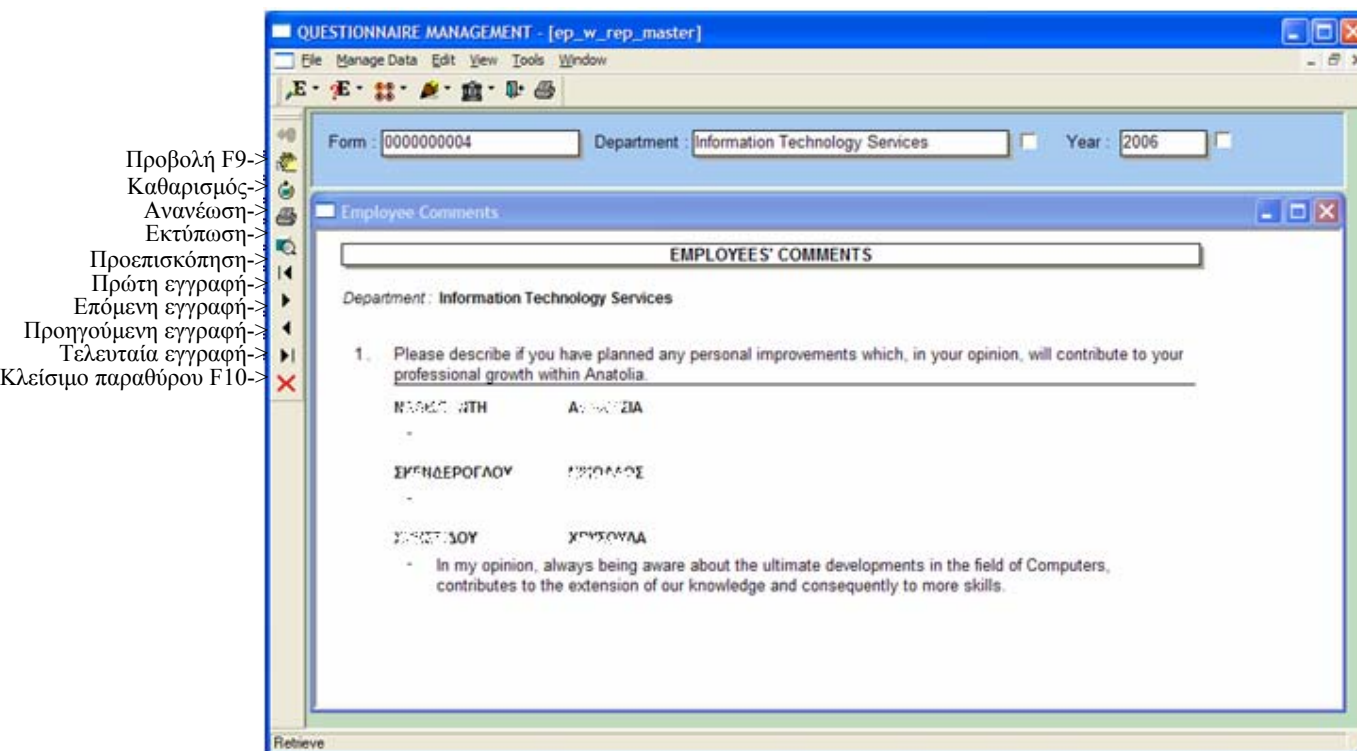 QUESTIONNAIRE MANAGEMENT - [ep_w_rep_master]
File Manage Data Edit View Tools Window
Form : 0000000004 Department : Information Technology Services Year : 2006
Προβολή F9->
Καθαρισμός->
Ανανέωση->
Εκτύπωση->
Προεπισκόπηση->
Πρώτη εγγραφή->
Επόμενη εγγραφή->
Προηγούμενη εγγραφή->
Τελευταία εγγραφή->
Κλείσιμο παραθύρου F10->
Employee Comments
EMPLOYEES' COMMENTS
Department : Information Technology Services
1. Please describe if you have planned any personal improvements which, in your opinion, will contribute to your
professional growth within Anatolia.
-
ΣΚΕΝΔΕΡΟΓΛΟΥ
-
ΧΡΥΣΟΥΛΑ
- In my opinion, always being aware about the ultimate developments in the field of Computers,
contributes to the extension of our knowledge and consequently to more skills.
Retrieve